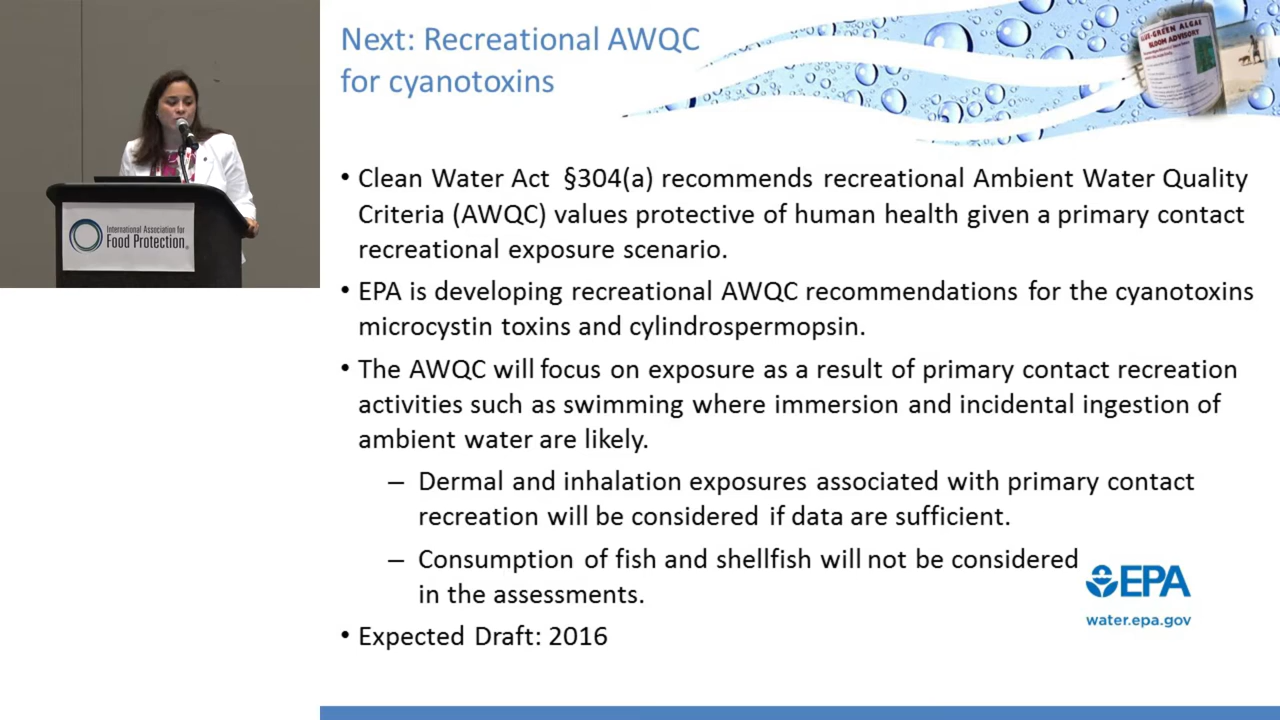 International Association for
Food Protection®
Next: Recreational AWQC
for cyanotoxins
BLUE-GREEN ALGAE
BLOOM ADVISORY
• Clean Water Act §304(a) recommends recreational Ambient Water Quality
Criteria (AWQC) values protective of human health given a primary contact
recreational exposure scenario.
• EPA is developing recreational AWQC recommendations for the cyanotoxins
microcystin toxins and cylindrospermopsin.
• The AWQC will focus on exposure as a result of primary contact recreation
activities such as swimming where immersion and incidental ingestion of
ambient water are likely.
– Dermal and inhalation exposures associated with primary contact
recreation will be considered if data are sufficient.
– Consumption of fish and shellfish will not be considered
in the assessments.
• Expected Draft: 2016
EPA
water.epa.gov